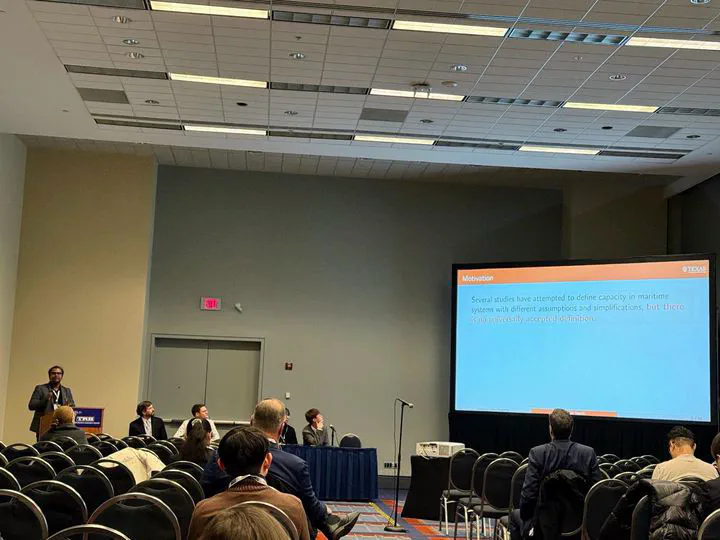 Motivation
TEXAS
Several studies have attempted to define capacity in maritime
systems with different assumptions and simplifications, but there
is no universally accepted definition.
TRB